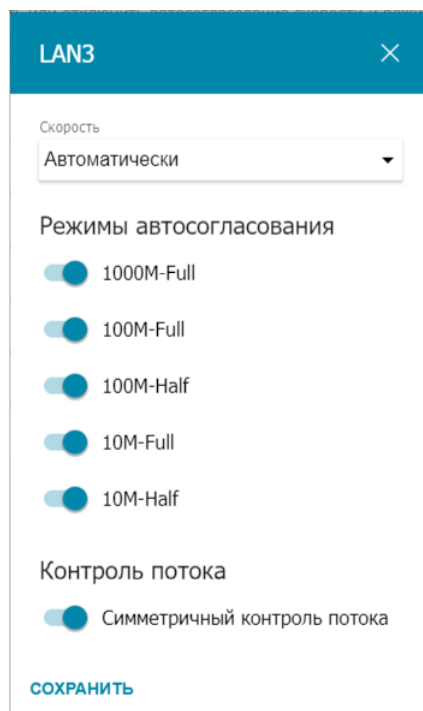 LAN3
Скорость
Автоматически
Режимы автосогласования
1000M-Full
100M-Full
100M-Half
10M-Full
10M-Half
Контроль потока
Симметричный контроль потока
СОХРАНИТЬ